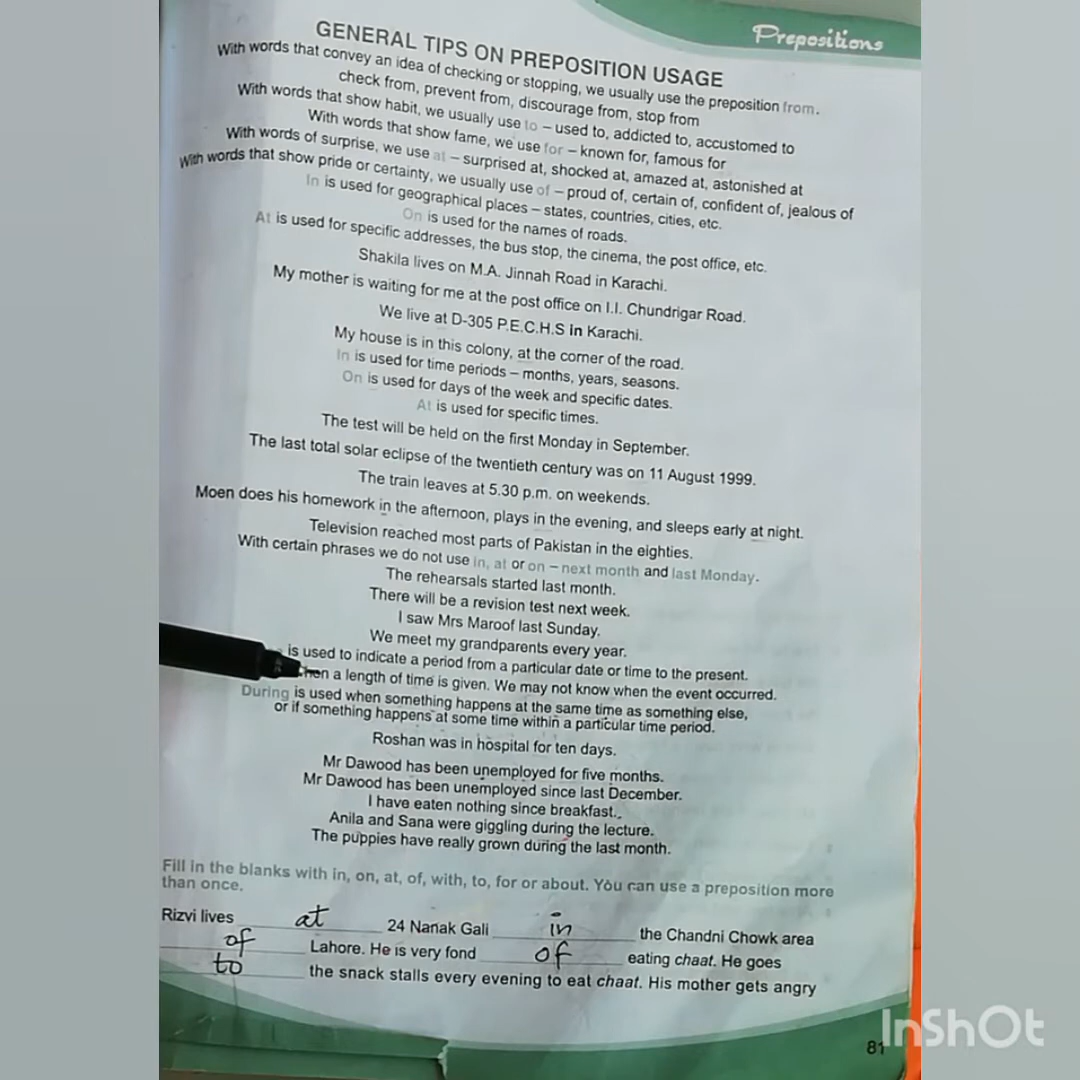 Prepositions
GENERAL TIPS ON PREPOSITION USAGE
With words that convey an idea of checking or stopping, we usually use the preposition from.
check from, prevent from, discourage from, stop from
With words that show habit, we usually use to – used to, addicted to, accustomed to
With words that show fame, we use for – known for, famous for
With words of surprise, we use at – surprised at, shocked at, amazed at, astonished at
With words that show pride or certainty, we usually use of – proud of, certain of, confident of, jealous of
In is used for geographical places – states, countries, cities, etc.
On is used for the names of roads.
At is used for specific addresses, the bus stop, the cinema, the post office, etc.
Shakila lives on M.A. Jinnah Road in Karachi.
My mother is waiting for me at the post office on I.I. Chundrigar Road.
We live at D-305 P.E.C.H.S in Karachi.
My house is in this colony, at the corner of the road.
In is used for time periods – months, years, seasons.
On is used for days of the week and specific dates.
At is used for specific times.
The test will be held on the first Monday in September.
The last total solar eclipse of the twentieth century was on 11 August 1999.
The train leaves at 5.30 p.m. on weekends.
Moen does his homework in the afternoon, plays in the evening, and sleeps early at night.
Television reached most parts of Pakistan in the eighties.
With certain phrases we do not use in, at or on – next month and last Monday.
The rehearsals started last month.
There will be a revision test next week.
I saw Mrs Maroof last Sunday.
We meet my grandparents every year.
is used to indicate a period from a particular date or time to the present.
a length of time is given. We may not know when the event occurred.
During is used when something happens at the same time as something else,
or if something happens at some time within a particular time period.
Roshan was in hospital for ten days.
Mr Dawood has been unemployed for five months.
Mr Dawood has been unemployed since last December.
I have eaten nothing since breakfast.
Anila and Sana were giggling during the lecture.
The puppies have really grown during the last month.
Fill in the blanks with in, on, at, of, with, to, for or about. You can use a preposition more
than once.
Rizvi lives at 24 Nanak Gali in the Chandni Chowk area
of Lahore. He is very fond of eating chaat. He goes
to the snack stalls every evening to eat chaat. His mother gets angry
81
InShOt